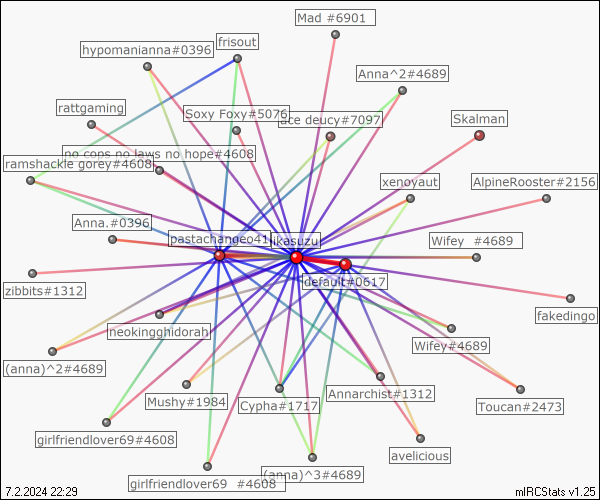 Mad #6901
frisout
hypomanianna#0396
Anna^2#4689
rattgaming
Soxy Foxy#5076
ace deucy#7097
Skalman
no cops no laws no hope#4608
ramshackle gorey#4608
xenoyaut
AlpineRooster#2156
Anna.#0396
pastachangeo41
likasuzu
Wifey #4689
default#0617
zibbits#1312
fakedingo
neokingghidorah
Wifey#4689
(anna)^2#4689
Mushy#1984
Cypha#1717
Annarchist#1312
Toucan#2473
girlfriendlover69#4608
avelicious
(anna)^3#4689
girlfriendlover69 #4608
7.2.2024 22:29
mIRCStats v1.25